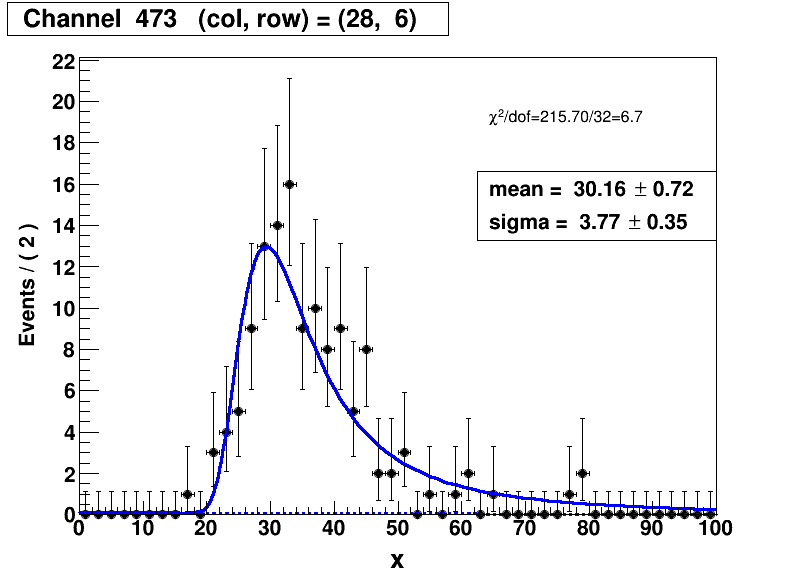 Channel 473 (col, row) = (28, 6)
χ²/dof=215.70/32=6.7
mean = 30.16 ± 0.72
sigma = 3.77 ± 0.35
Events / ( 2 )
22
20
18
16
14
12
10
8
6
4
2
0
0 10 20 30 40 50 60 70 80 90 100
x